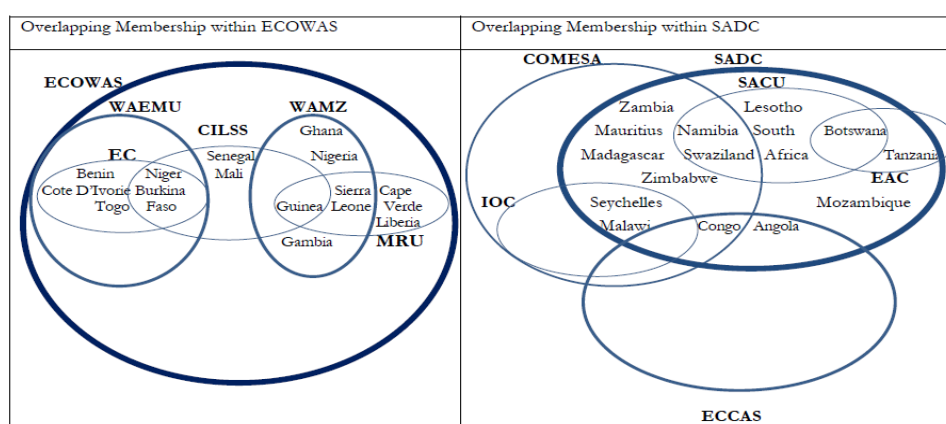 Overlapping Membership within ECOWAS
ECOWAS
WAEMU
WAMZ
CILSS
Ghana
EC
Senegal
Nigeria
Benin
Niger
Mali
Cote D'Ivorie
Burkina
Sierra
Cape
Togo
Faso
Guinea
Leone
Verde
Liberia
Gambia
MRU
Overlapping Membership within SADC
COMESA
SADC
SACU
Zambia
Lesotho
Mauritius
Namibia
South
Botswana
Madagascar
Swaziland
Africa
Tanzania
Zimbabwe
EAC
IOC
Seychelles
Mozambique
Malawi
Congo
Angola
ECCAS